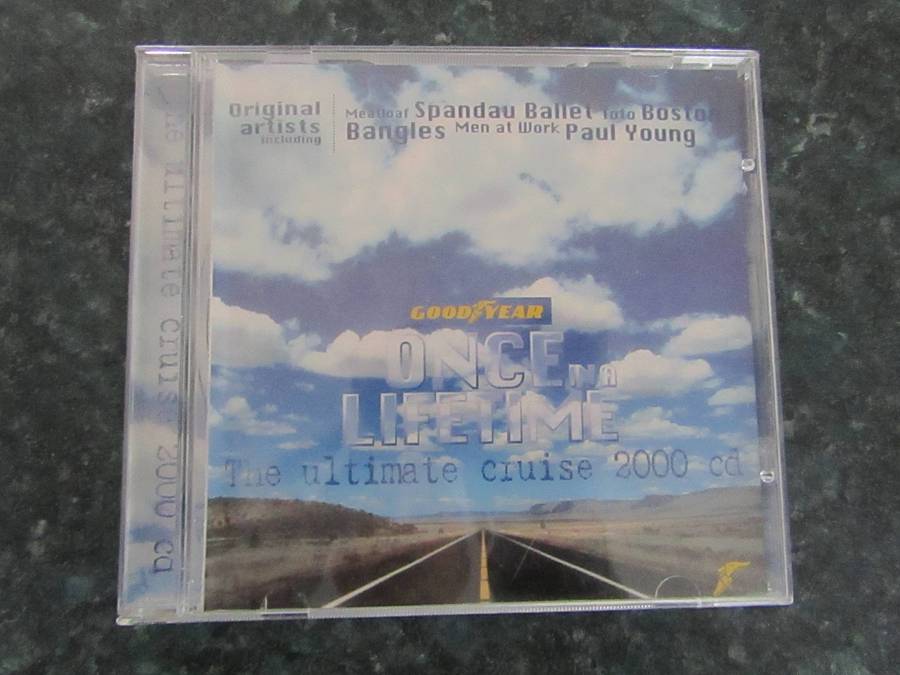 Original artists including
Meatloaf Spandau Ballet Toto Boston
Bangles Men at Work Paul Young
GOODYEAR
ONCE IN A
LIFETIME
The ultimate cruise 2000 cd
The ultimate cruise 2000 cd